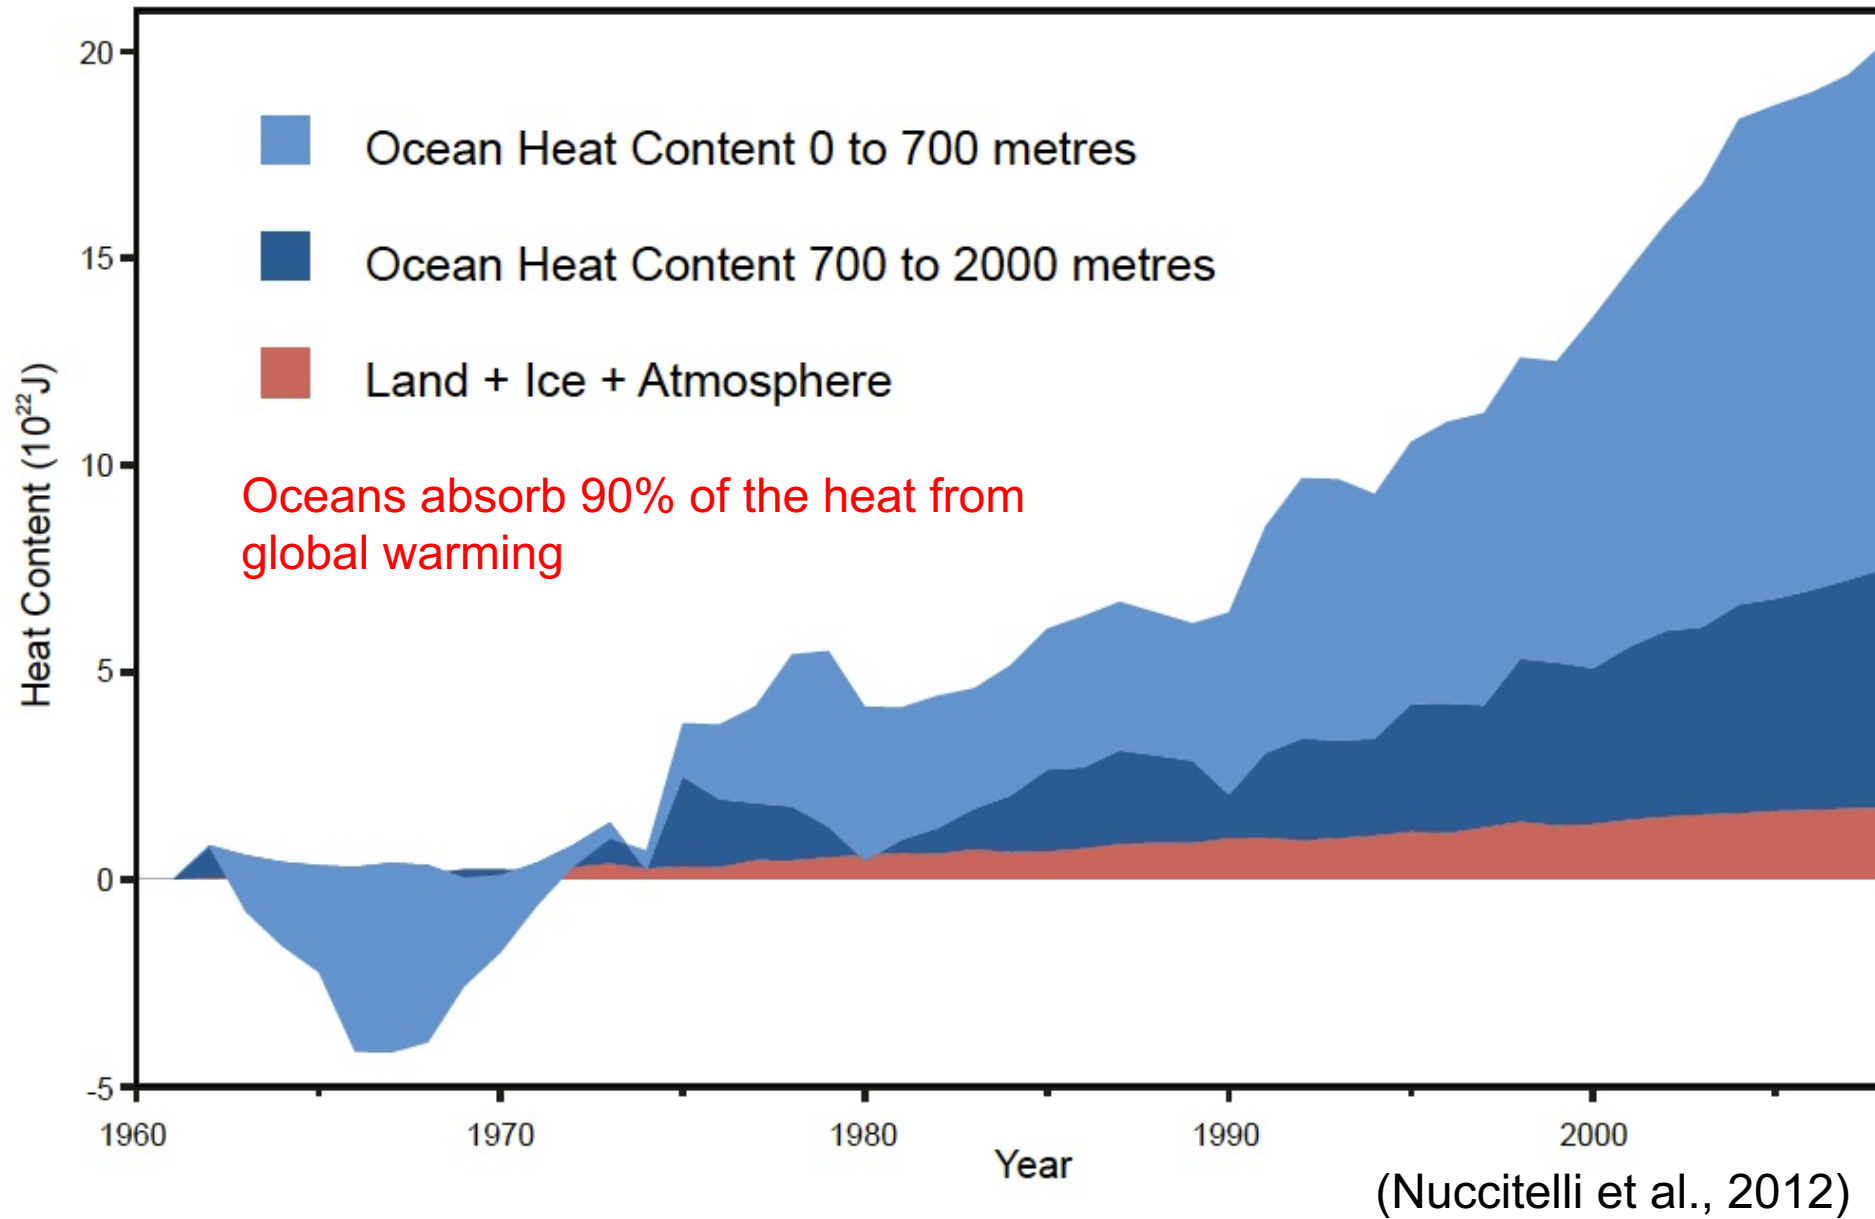 20
15
10
5
0
-5
Heat Content (10²²J)
Ocean Heat Content 0 to 700 metres
Ocean Heat Content 700 to 2000 metres
Land + Ice + Atmosphere
Oceans absorb 90% of the heat from
global warming
1960 1970 1980 1990 2000
Year
(Nuccitelli et al., 2012)